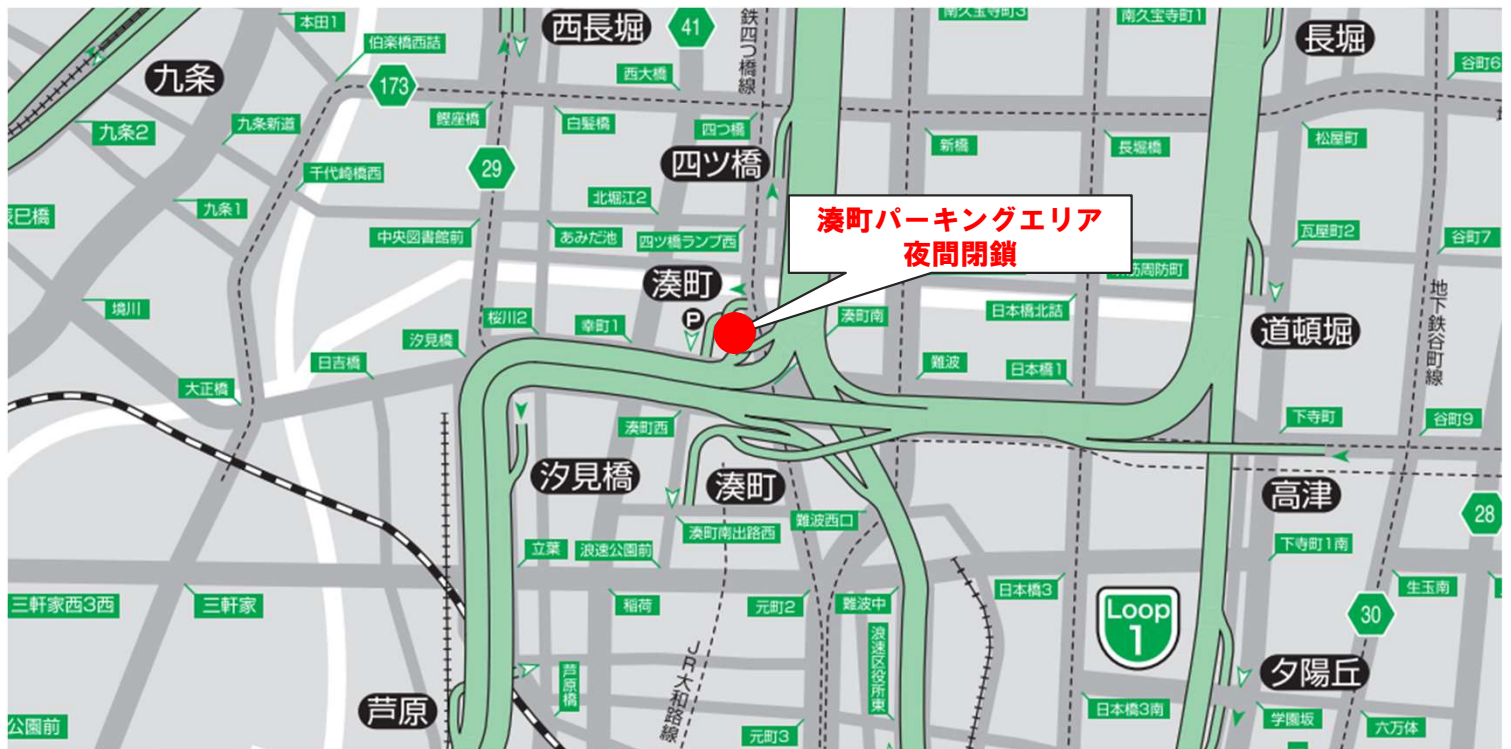 本田1
西長堀
41
鉄四つ橋線
南久宝寺町3
南久宝寺町1
長堀
伯楽橋西詰
谷町6
九条
173
西大橋
九条2
九条新道
鰹座橋
白髪橋
四つ橋
新橋
長堀橋
松屋町
千代崎橋西
29
四ツ橋
九条1
北堀江2
湊町パーキングエリア
夜間閉鎖
中央図書館前
あみだ池
四ツ橋ランプ西
瓦屋町2
谷町7
筋周防町
湊町
境川
桜川2
幸町1
P
湊町南
日本橋北詰
道頓堀
地下鉄谷町線
汐見橋
日吉橋
難波
日本橋1
大正橋
湊町西
下寺町
谷町9
汐見橋
湊町
高津
28
湊町南出路西
難波西口
立葉
浪速公園前
下寺町1南
三軒家西3西
三軒家
稲荷
元町2
難波中
日本橋3
Loop
1
生玉南
30
浪速区役所東
JR大和路線
芦原橋
夕陽丘
芦原
日本橋3南
学園坂
六万体
公園前
元町3